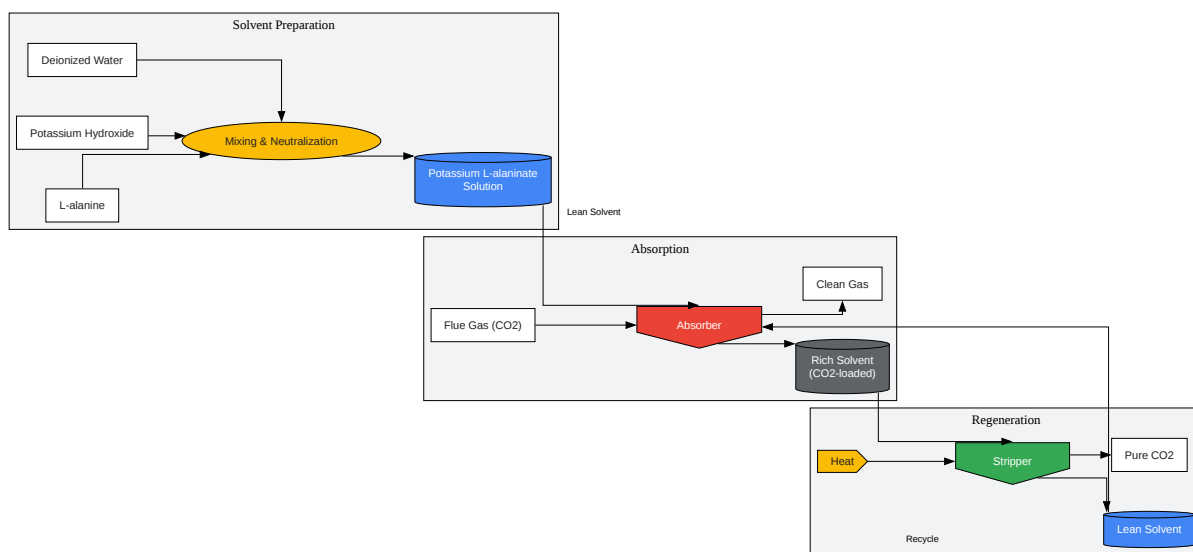 Solvent Preparation
Deionized Water
Potassium Hydroxide
Mixing & Neutralization
L-alanine
Potassium L-alaninate
Solution
Lean Solvent
Absorption
Clean Gas
Flue Gas (CO2)
Absorber
Rich Solvent
(CO2-loaded)
Regeneration
Heat
Stripper
Pure CO2
Lean Solvent
Recycle